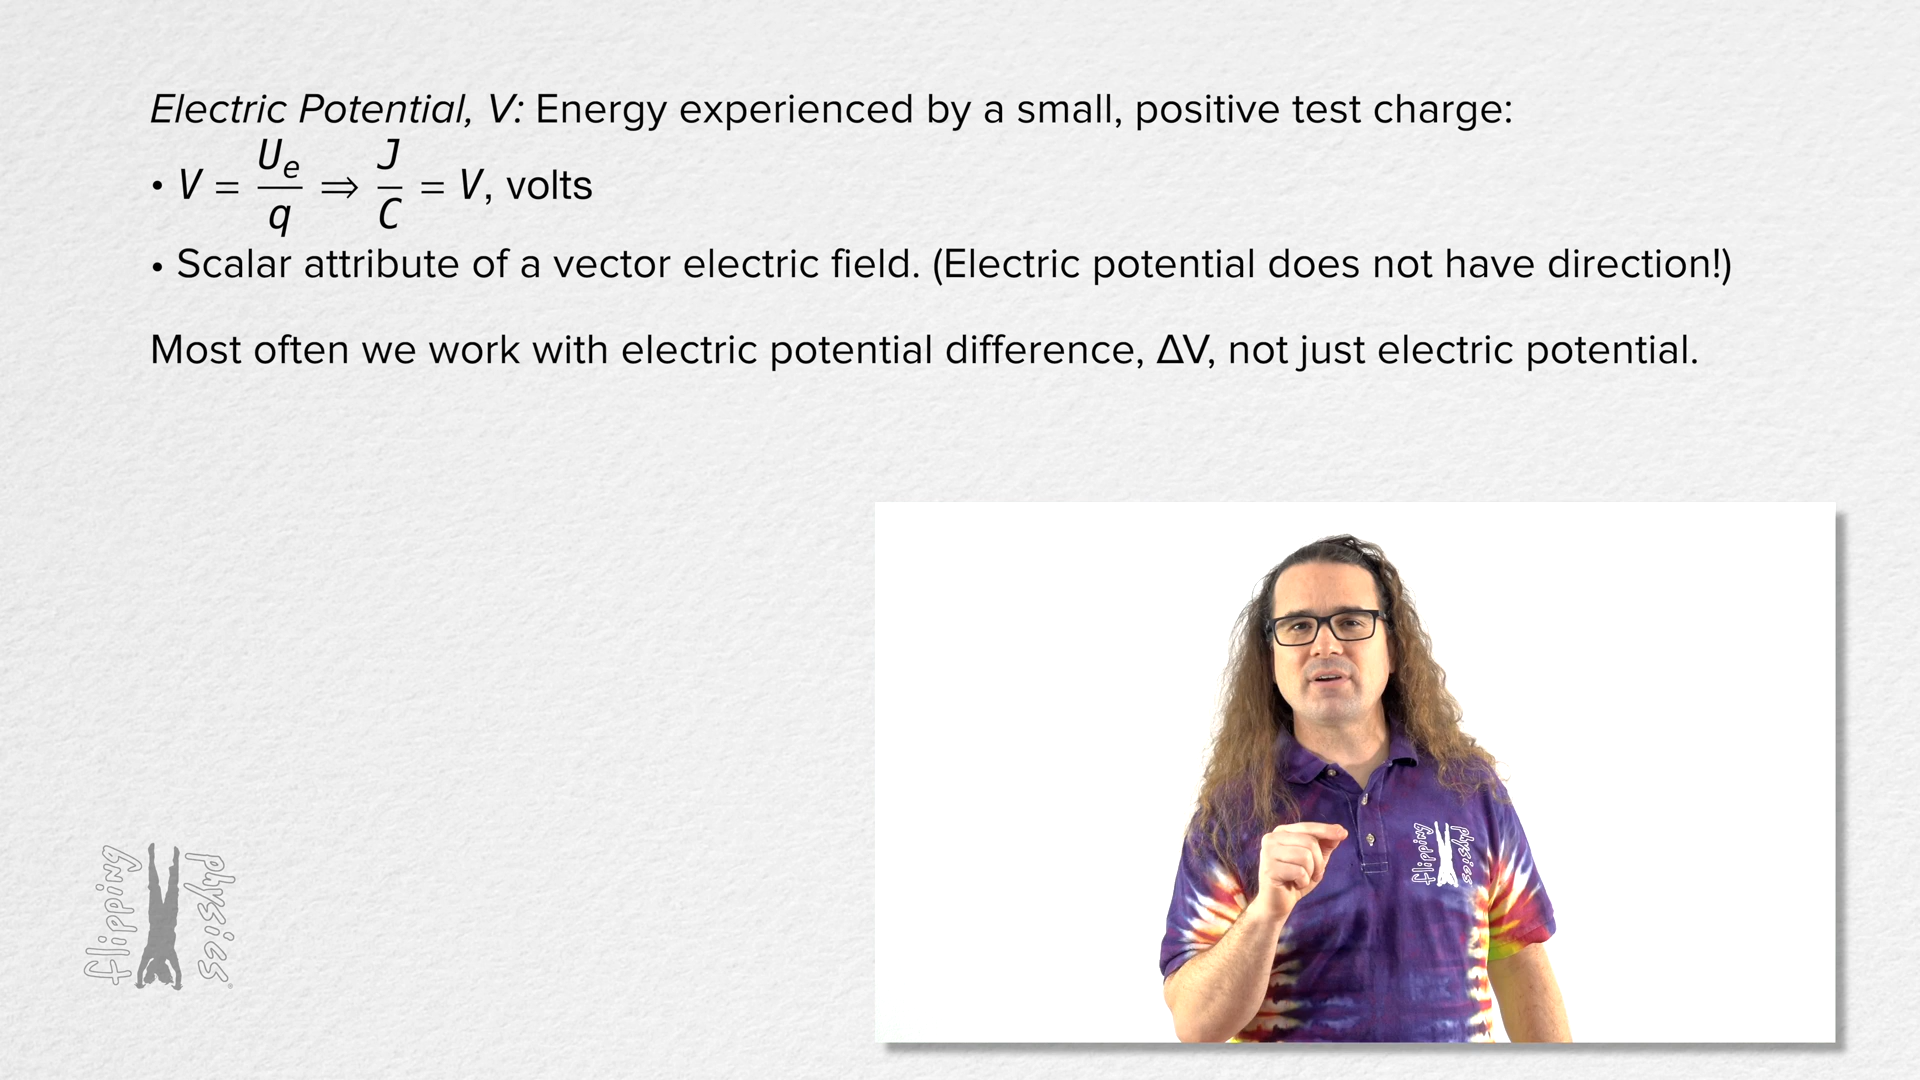 Electric Potential, V: Energy experienced by a small, positive test charge:
• V = Uₑ/q ⇒ J/C = V, volts
• Scalar attribute of a vector electric field. (Electric potential does not have direction!)
Most often we work with electric potential difference, ΔV, not just electric potential.
flipping physics
flipping physics